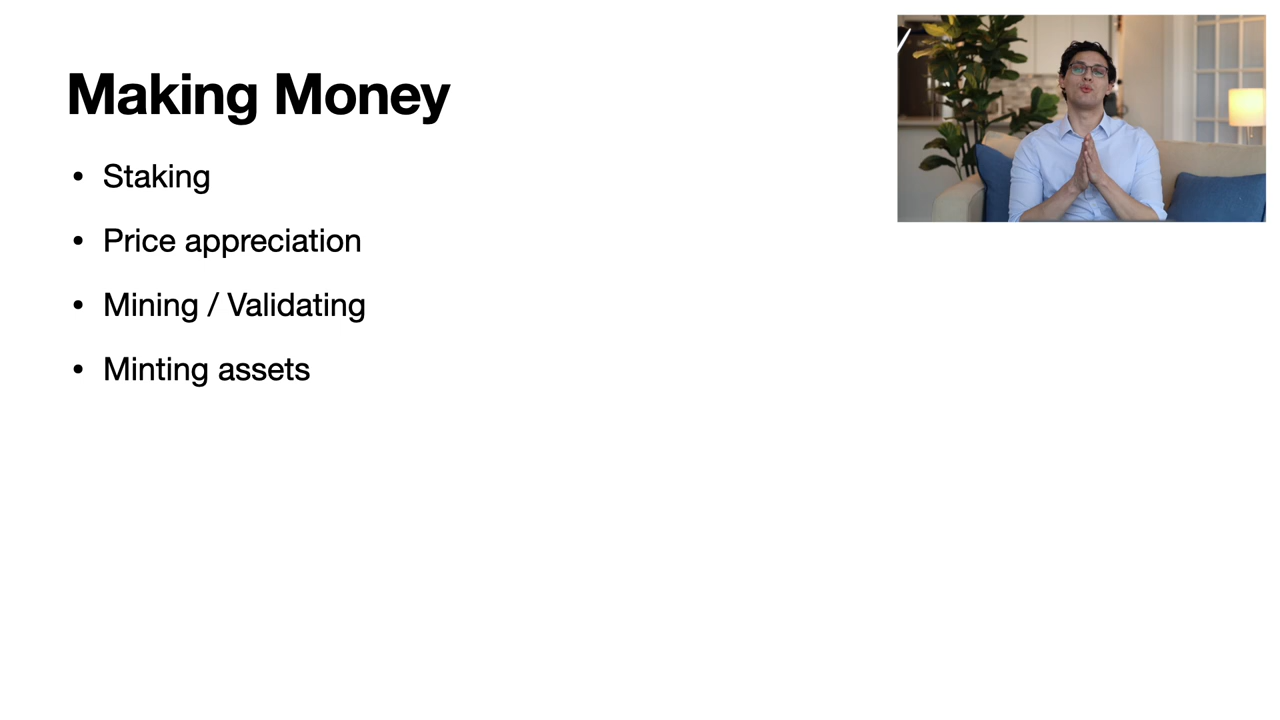 Making Money
• Staking
• Price appreciation
• Mining / Validating
• Minting assets